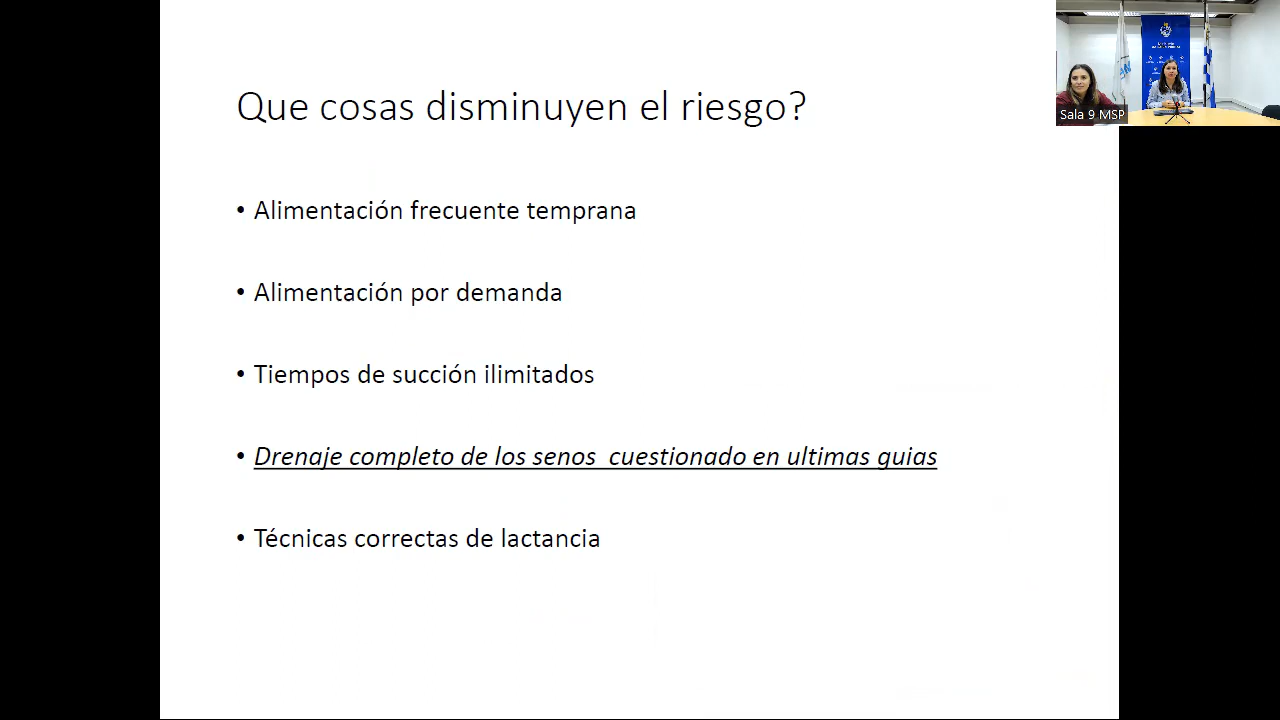 Que cosas disminuyen el riesgo?
• Alimentación frecuente temprana
• Alimentación por demanda
• Tiempos de succión ilimitados
• Drenaje completo de los senos cuestionado en ultimas guias
• Técnicas correctas de lactancia
Sala 9 MSP